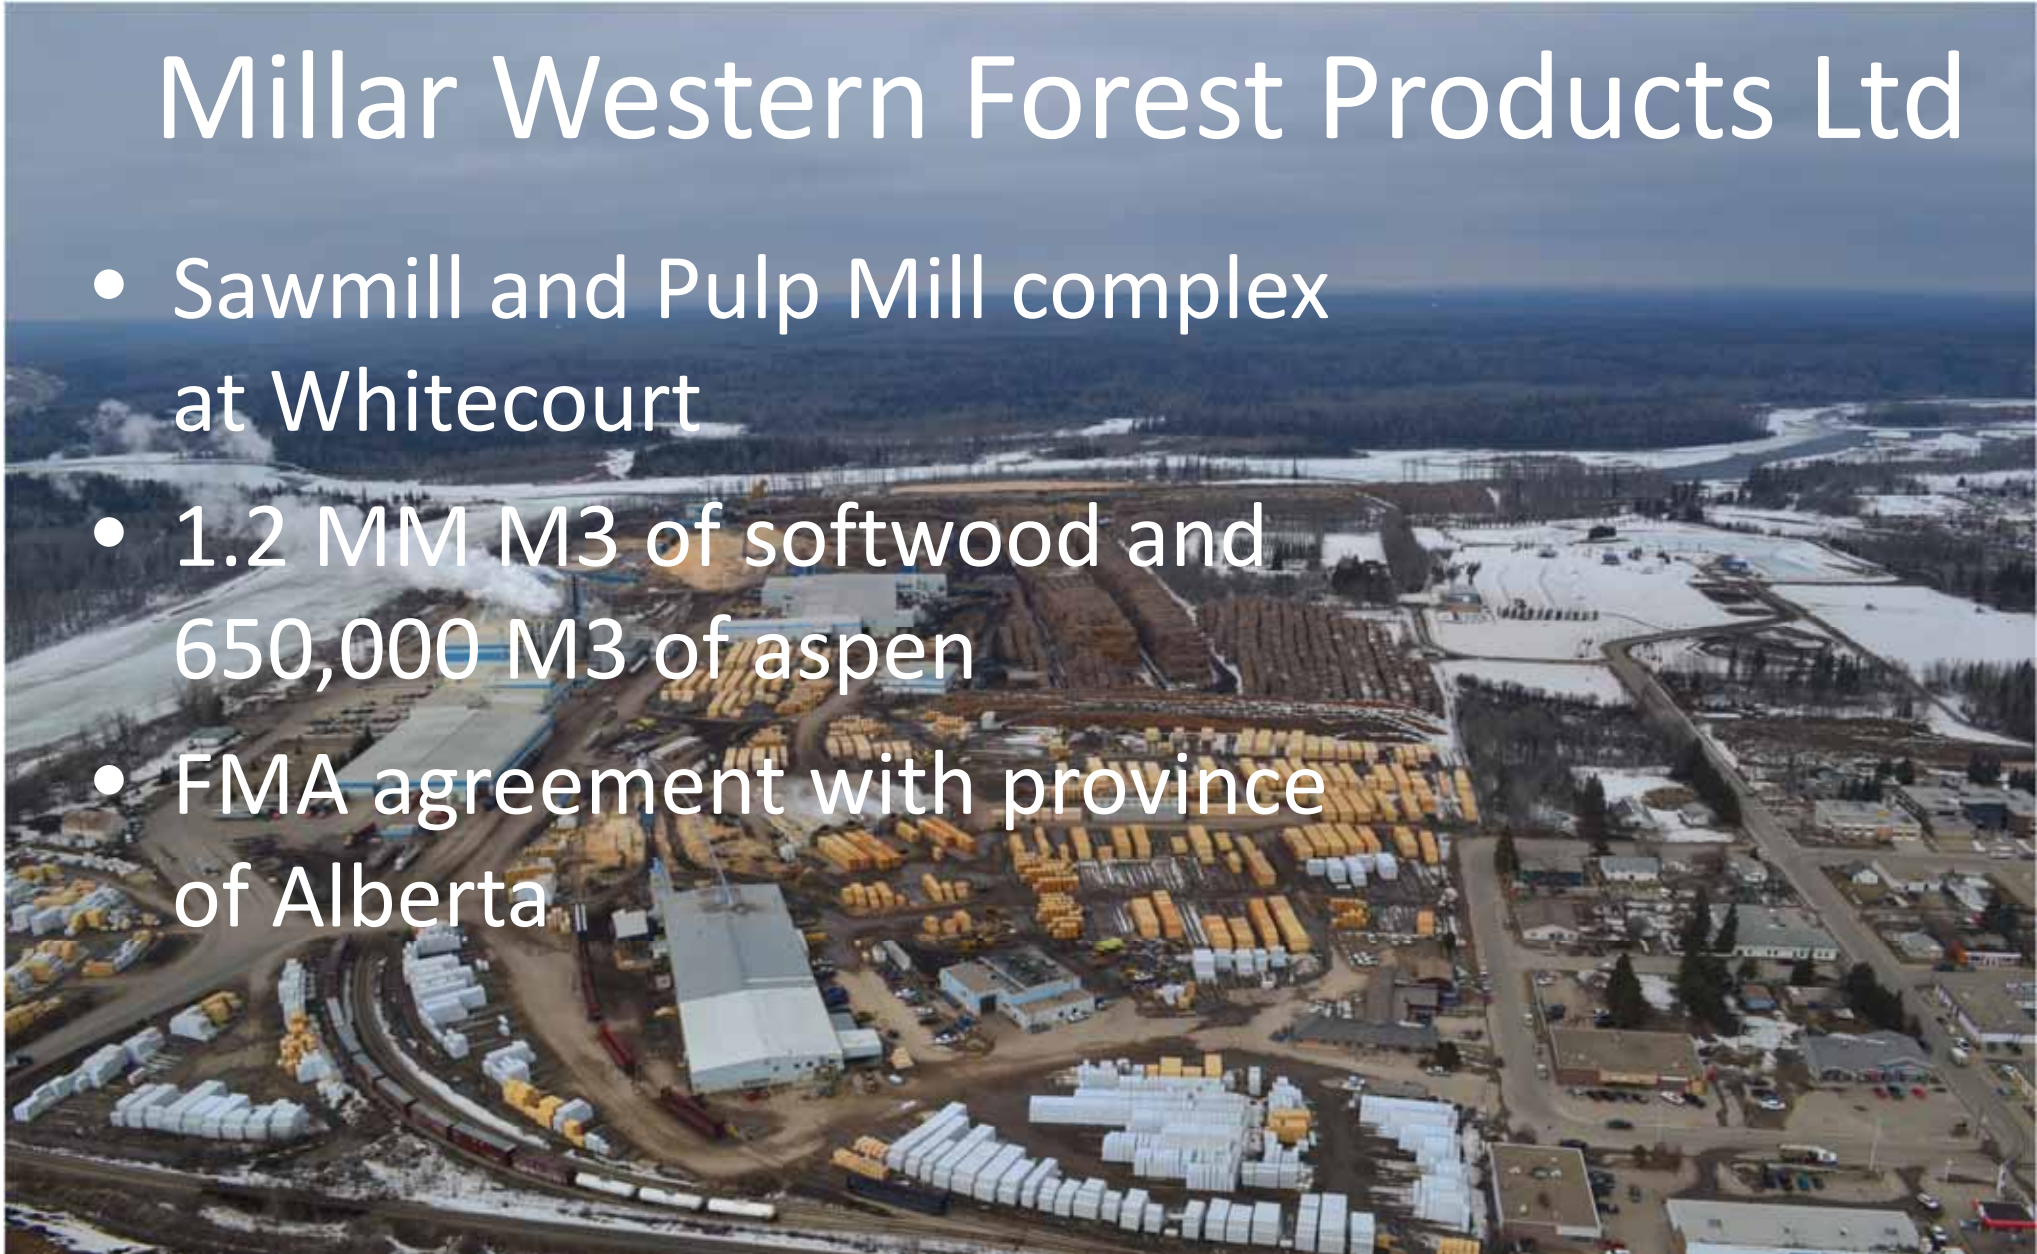 Millar Western Forest Products Ltd
• Sawmill and Pulp Mill complex
at Whitecourt
• 1.2 MM M3 of softwood and
650,000 M3 of aspen
• FMA agreement with province
of Alberta